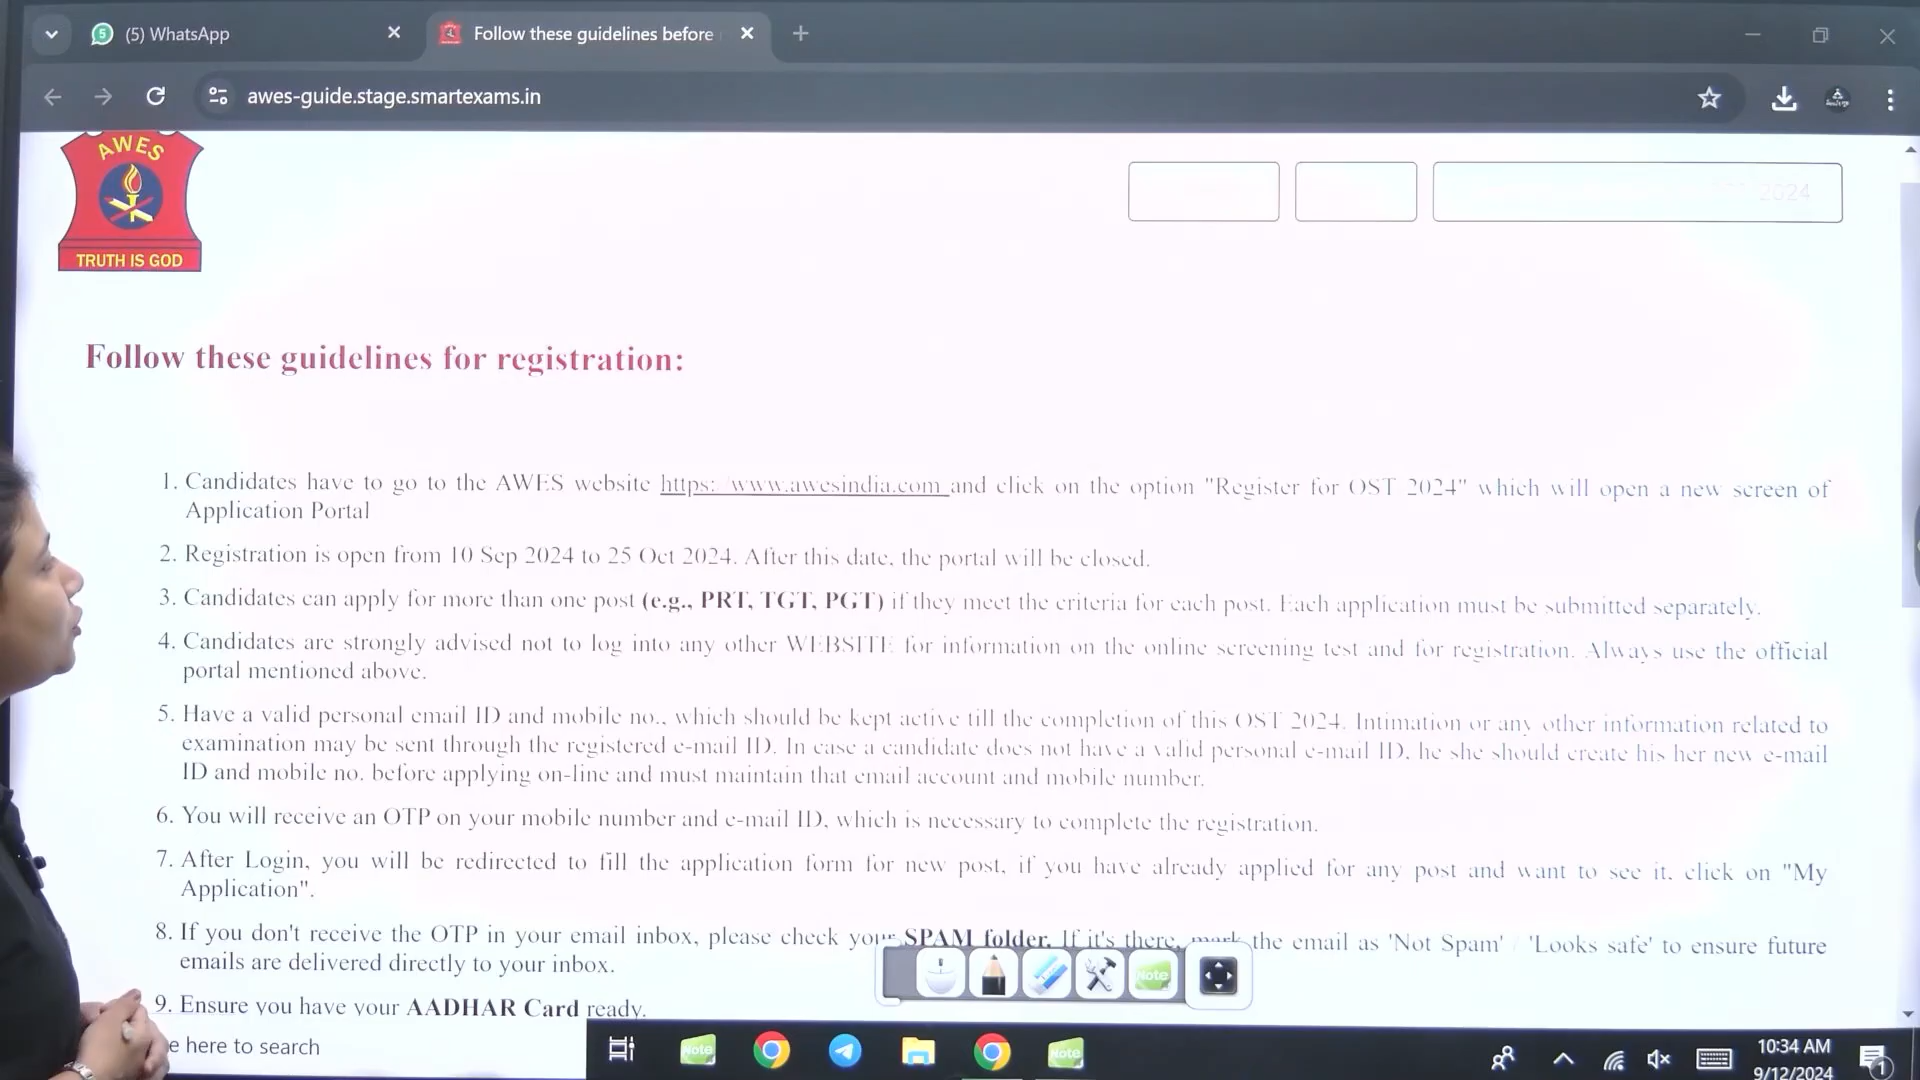 (5) WhatsApp
Follow these guidelines before
awes-guide.stage.smartexams.in
AWES
TRUTH IS GOD
2024
Follow these guidelines for registration:
1. Candidates have to go to the AWES website https: www.awesindia.com and click on the option "Register for OST 2024" which will open a new screen of
Application Portal
2. Registration is open from 10 Sep 2024 to 25 Oct 2024. After this date, the portal will be closed.
3. Candidates can apply for more than one post (e.g., PRT, TGT, PGT) if they meet the criteria for each post. Each application must be submitted separately.
4. Candidates are strongly advised not to log into any other WEBSITE for information on the online screening test and for registration. Always use the official
portal mentioned above.
5. Have a valid personal email ID and mobile no., which should be kept active till the completion of this OST 2024. Intimation or any other information related to
examination may be sent through the registered e-mail ID. In case a candidate does not have a valid personal e-mail ID, he she should create his her new e-mail
ID and mobile no. before applying on-line and must maintain that email account and mobile number.
6. You will receive an OTP on your mobile number and e-mail ID, which is necessary to complete the registration.
7. After Login, you will be redirected to fill the application form for new post, if you have already applied for any post and want to see it, click on "My
Application".
8. If you don't receive the OTP in your email inbox, please check your SPAM folder. If it's there, mark the email as 'Not Spam' / 'Looks safe' to ensure future
emails are delivered directly to your inbox.
Note
9. Ensure you have your AADHAR Card ready.
e here to search
Note
Note
10:34 AM
9/12/2024
1